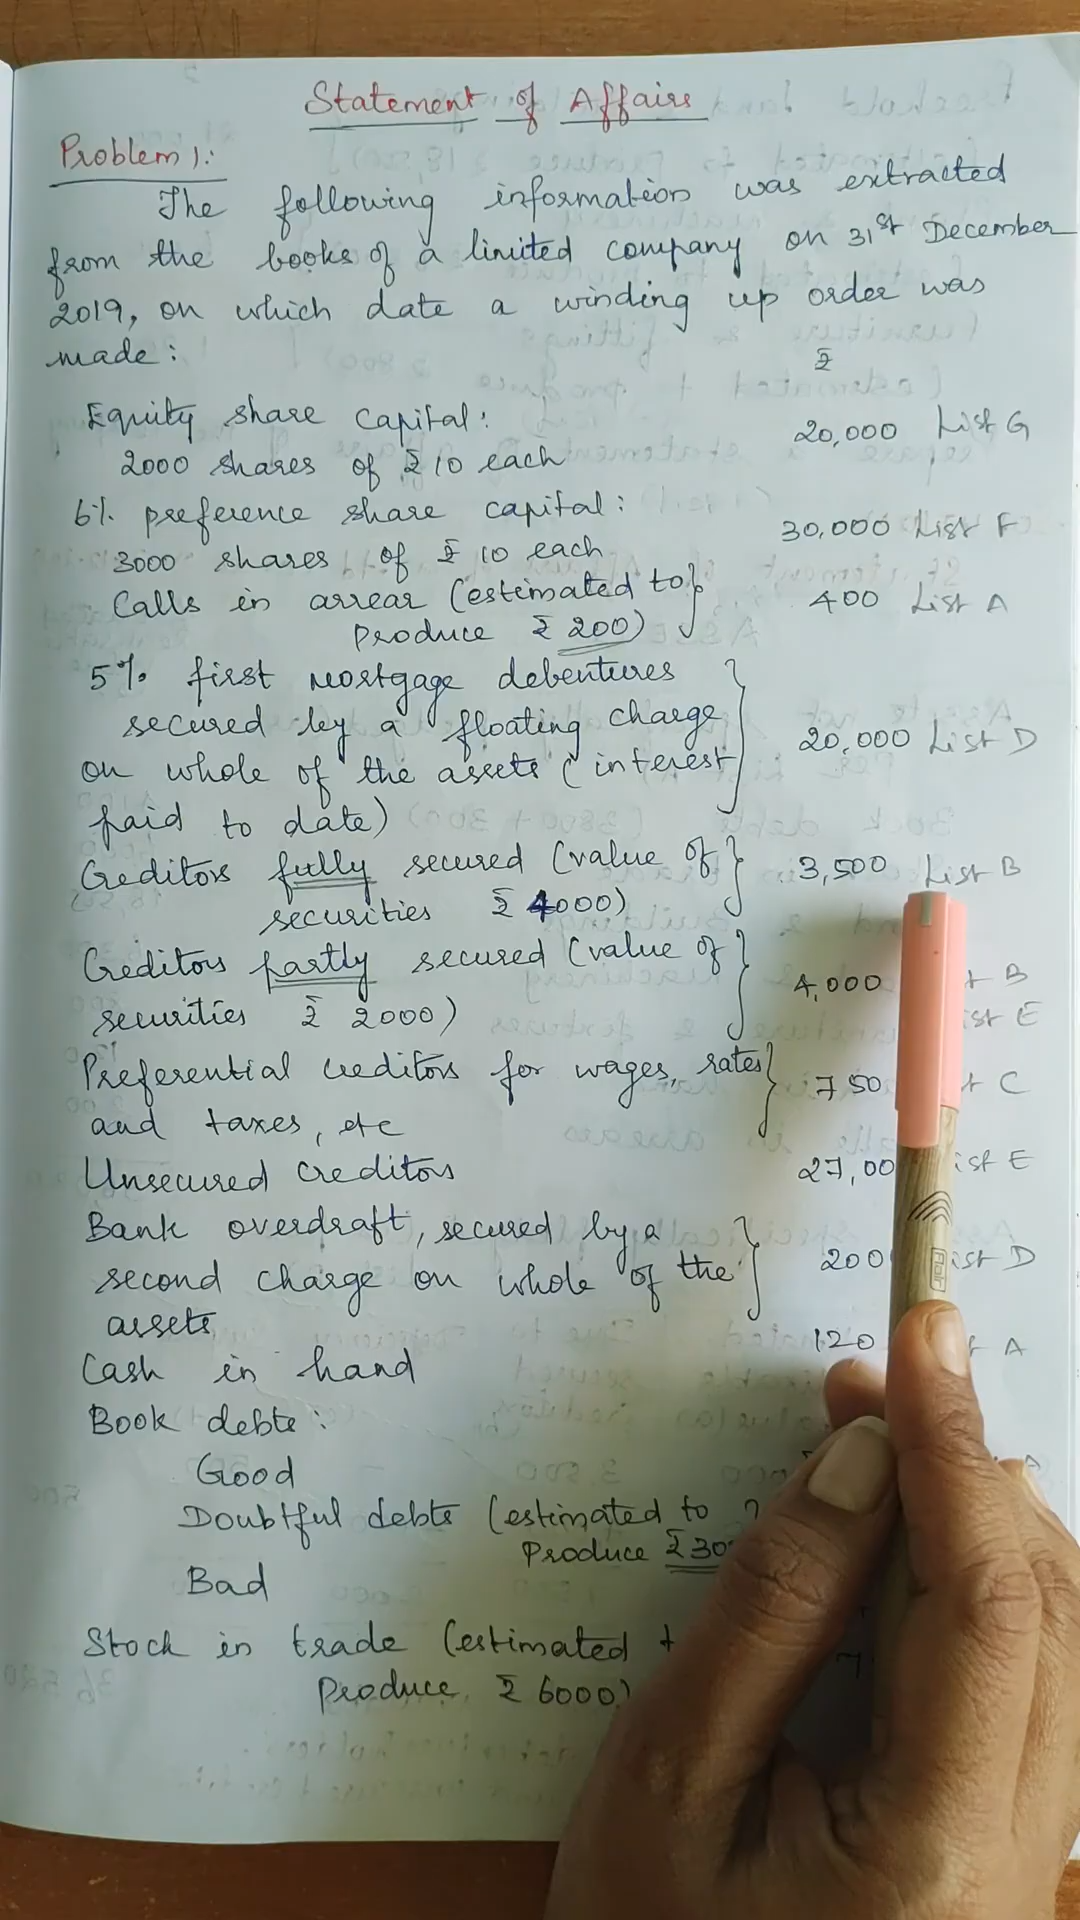 Statement of Affairs
Problem 1:
The following information was extracted
from the books of a limited company on 31st December
2019, on which date a winding up order was
made:
₹
Equity share capital:
2000 shares of ₹ 10 each 20,000 List G
6% preference share capital:
3000 shares of ₹ 10 each 30,000 List F
Calls in arrear (estimated to
produce ₹ 200) 400 List A
5% first mortgage debentures
secured by a floating charge
on whole of the assets (interest 20,000 List D
paid to date)
Creditors fully secured (value of 3,500 List B
securities ₹ 4000)
Creditors partly secured (value of 4,000 B
securities ₹ 2000) E
Preferential creditors for wages, rates 750 C
and taxes, etc
Unsecured creditors 27,00 E
Bank overdraft, secured by a
second charge on whole of the 200 D
assets
Cash in hand 120 A
Book debts:
Good A
Doubtful debts (estimated to
Produce ₹ 30
Bad
Stock in trade (estimated
Produce ₹ 6000) 7